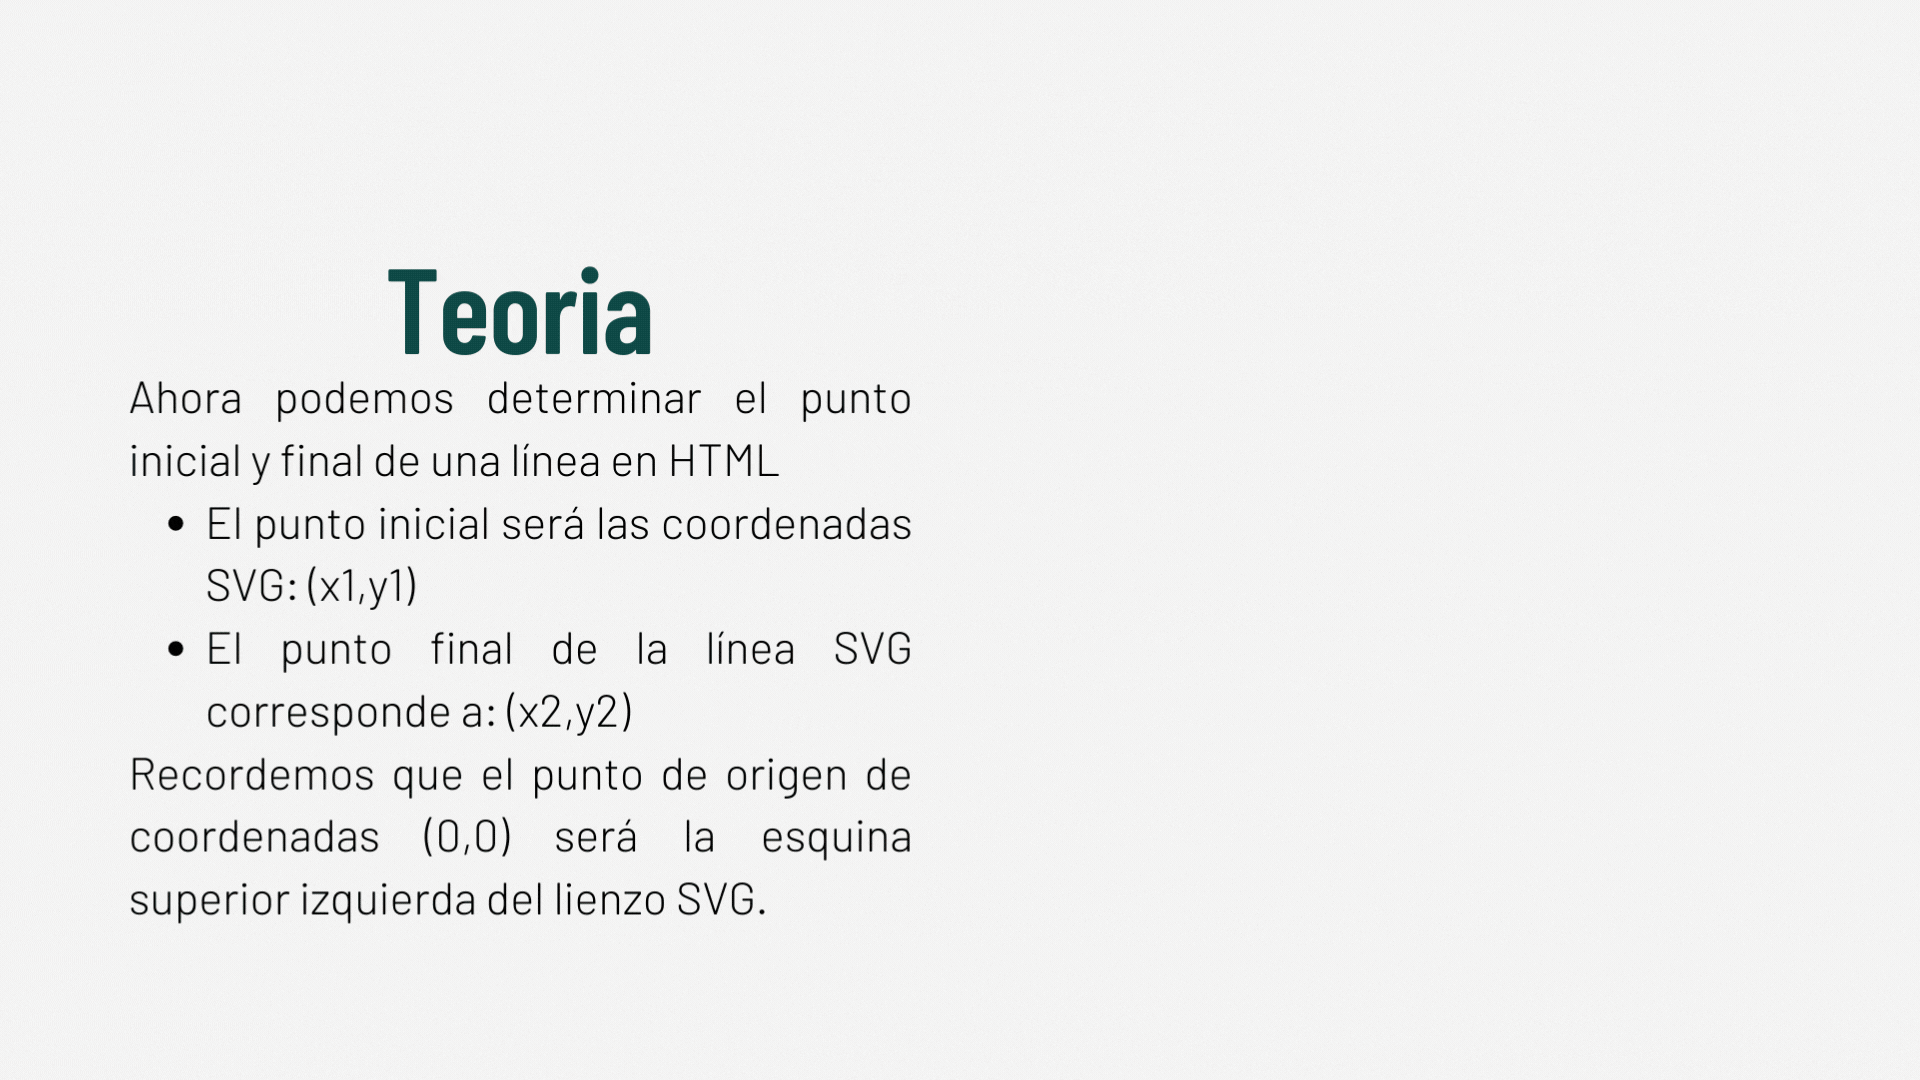 Teoria
Ahora podemos determinar el punto
inicial y final de una línea en HTML
• El punto inicial será las coordenadas
SVG: (x1,y1)
• El punto final de la línea SVG
corresponde a: (x2,y2)
Recordemos que el punto de origen de
coordenadas (0,0) será la esquina
superior izquierda del lienzo SVG.